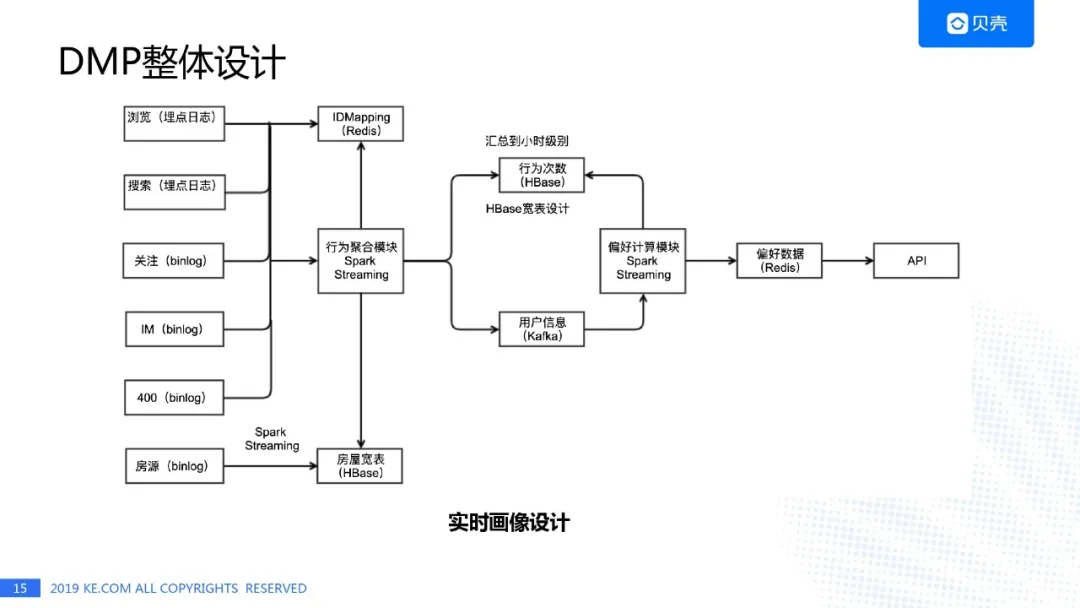 贝壳
DMP整体设计
浏览（埋点日志）
搜索（埋点日志）
关注（binlog）
IM（binlog）
400（binlog）
房源（binlog）
Spark
Streaming
IDMapping
（Redis）
行为聚合模块
Spark
Streaming
房屋宽表
（HBase）
汇总到小时级别
行为次数
（HBase）
HBase宽表设计
用户信息
（Kafka）
偏好计算模块
Spark
Streaming
偏好数据
（Redis）
API
实时画像设计
15
2019 KE.COM ALL COPYRIGHTS RESERVED